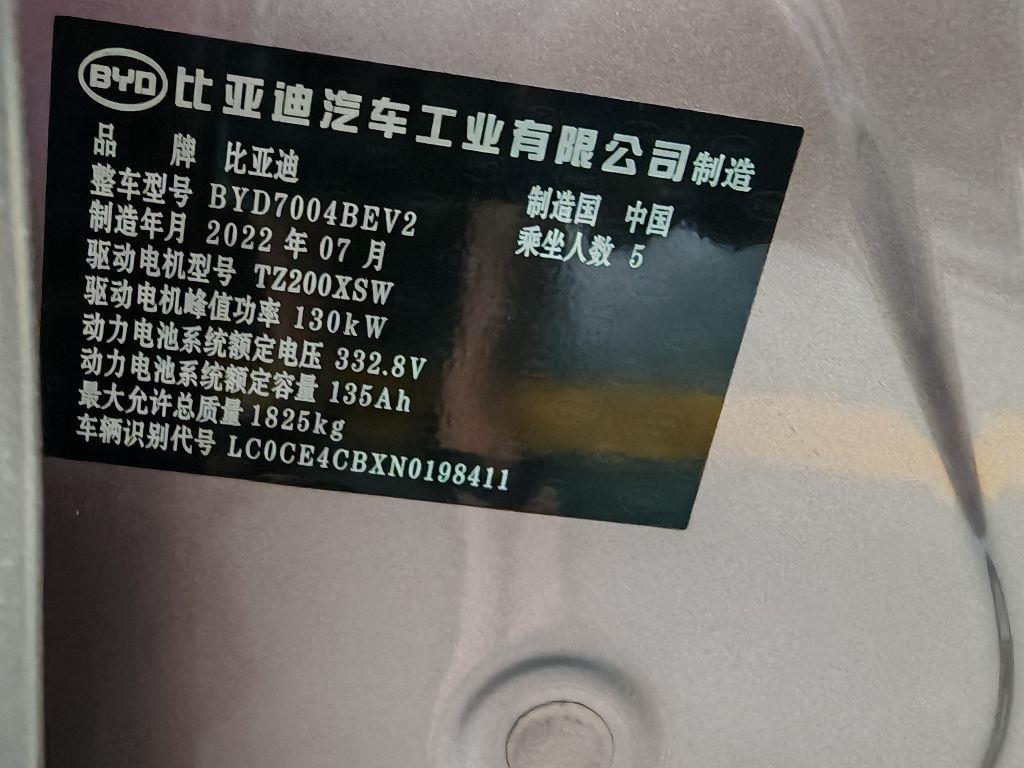 BYD 比亚迪汽车工业有限公司制造
品 牌 比亚迪
制造国 中国
整车型号 BYD7004BEV2
乘坐人数 5
制造年月 2022 年 07 月
驱动电机型号 TZ200XSW
驱动电机峰值功率 130kW
动力电池系统额定电压 332.8V
动力电池系统额定容量 135Ah
最大允许总质量 1825kg
车辆识别代号 LC0CE4CBXN0198411